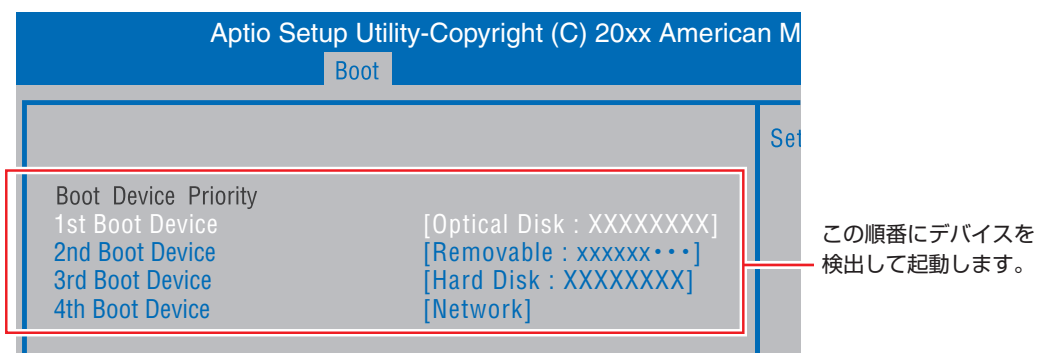 Aptio Setup Utility-Copyright (C) 20xx American M
Boot
Set
Boot Device Priority
1st Boot Device [Optical Disk : XXXXXXXX]
2nd Boot Device [Removable : xxxxxx･･･]
3rd Boot Device [Hard Disk : XXXXXXXX]
4th Boot Device [Network]
この順番にデバイスを
検出して起動します。